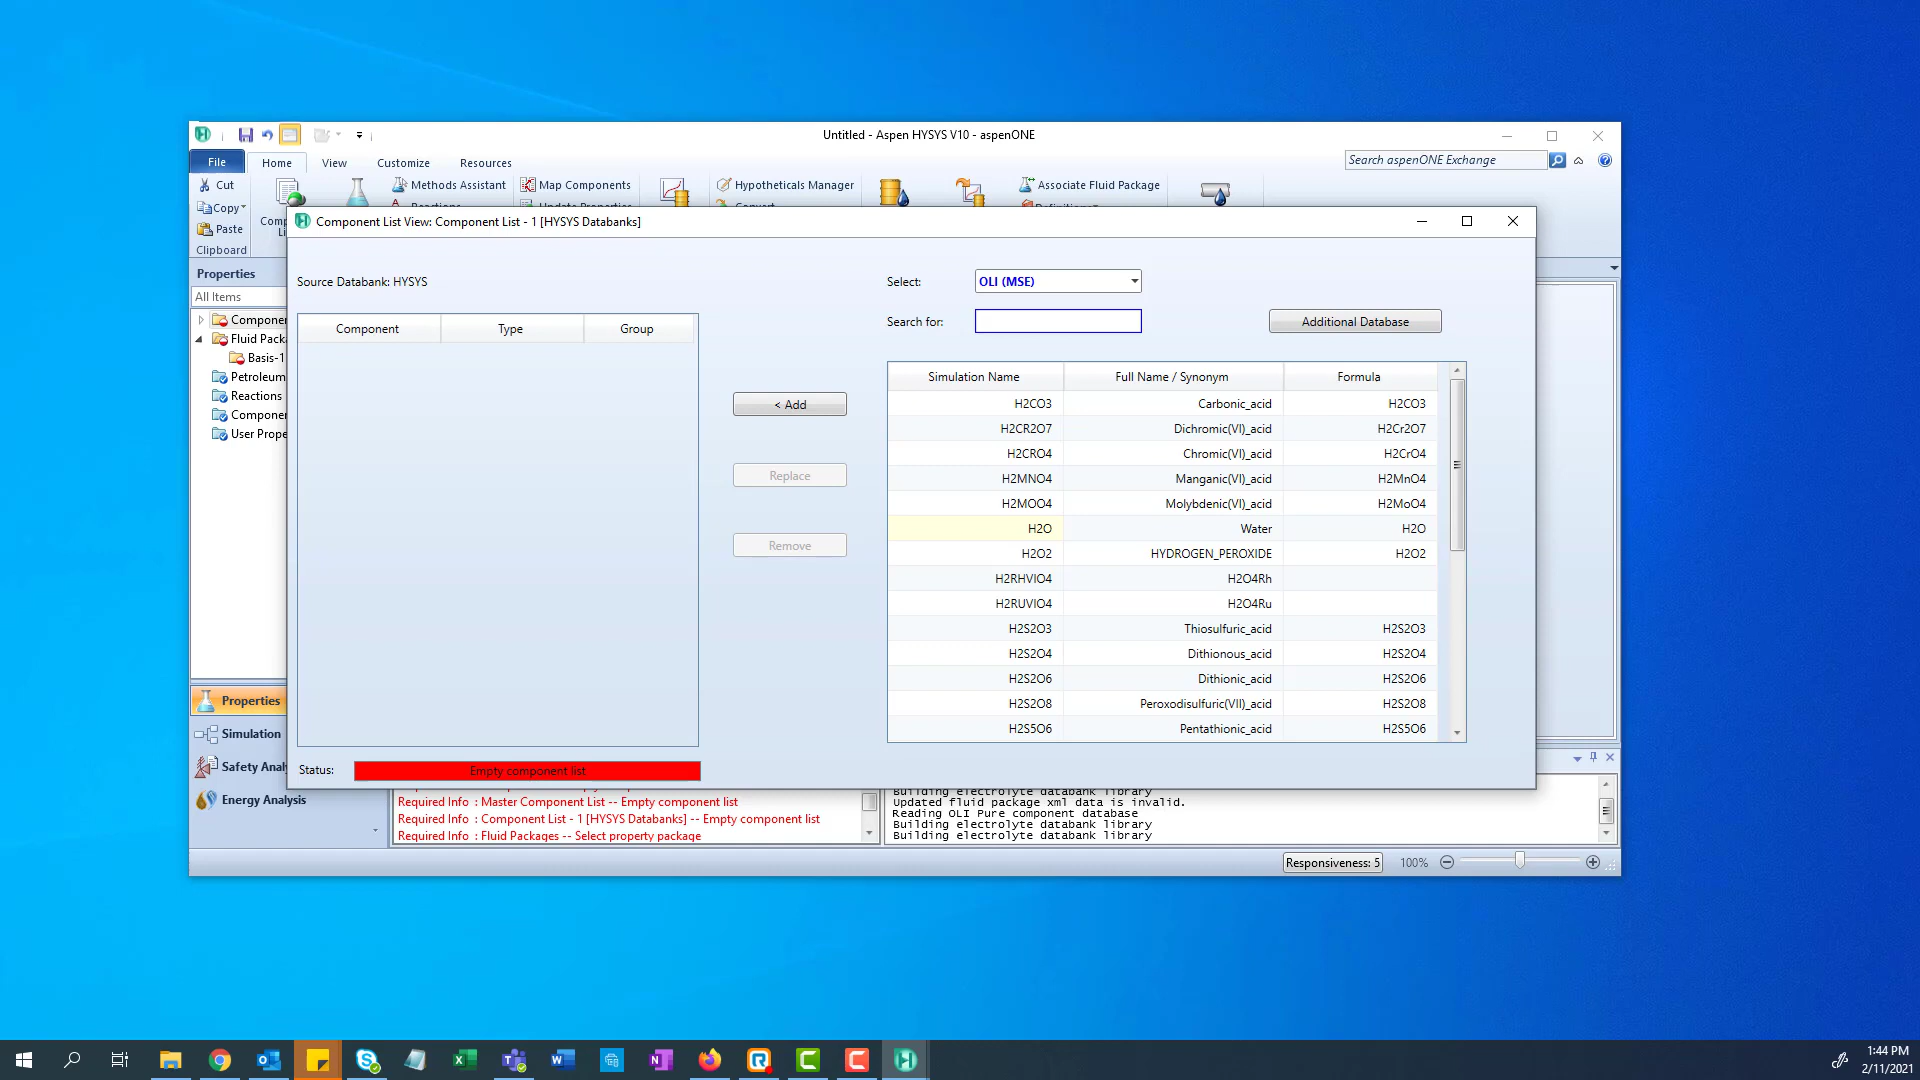 Untitled - Aspen HYSYS V10 - aspenONE
File
Home
View
Customize
Resources
Search aspenONE Exchange
Cut
Copy
Paste
Clipboard
Methods Assistant
Map Components
Hypotheticals Manager
Associate Fluid Package
Component List View: Component List - 1 [HYSYS Databanks]
Properties
All Items
Fluid Pack
Basis-1
Petroleum
Reactions
User Prope
Properties
Simulation
Safety Anal
Energy Analysis
Source Databank: HYSYS
Component Type Group
< Add
Replace
Remove
Status:
Empty component list
Select: OLI (MSE)
Search for:
Additional Database
Simulation Name Full Name / Synonym Formula
H2CO3 Carbonic_acid H2CO3
H2CR2O7 Dichromic(VI)_acid H2Cr2O7
H2CRO4 Chromic(VI)_acid H2CrO4
H2MNO4 Manganic(VI)_acid H2MnO4
H2MOO4 Molybdenic(VI)_acid H2MoO4
H2O Water H2O
H2O2 HYDROGEN_PEROXIDE H2O2
H2RHVIO4 H2O4Rh
H2RUVIO4 H2O4Ru
H2S2O3 Thiosulfuric_acid H2S2O3
H2S2O4 Dithionous_acid H2S2O4
H2S2O6 Dithionic_acid H2S2O6
H2S2O8 Peroxodisulfuric(VII)_acid H2S2O8
H2S5O6 Pentathionic_acid H2S5O6
Required Info : Master Component List -- Empty component list
Required Info : Component List - 1 [HYSYS Databanks] -- Empty component list
Required Info : Fluid Packages -- Select property package
Building electrolyte databank library
Updated fluid package xml data is invalid.
Reading OLI Pure component database
Building electrolyte databank library
Building electrolyte databank library
Responsiveness: 5
100%
1:44 PM
2/11/2021